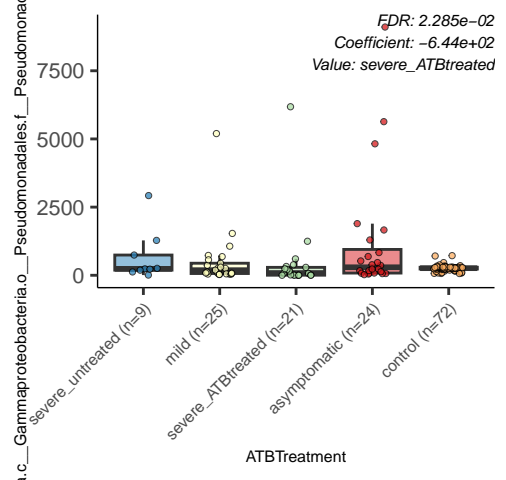 FDR: 2.285e−02
Coefficient: −6.44e+02
Value: severe_ATBtreated
7500
5000
2500
0
a.c__Gammaproteobacteria.o__Pseudomonadales.f__Pseudomonad
severe_untreated (n=9)
mild (n=25)
severe_ATBtreated (n=21)
asymptomatic (n=24)
control (n=72)
ATBTreatment